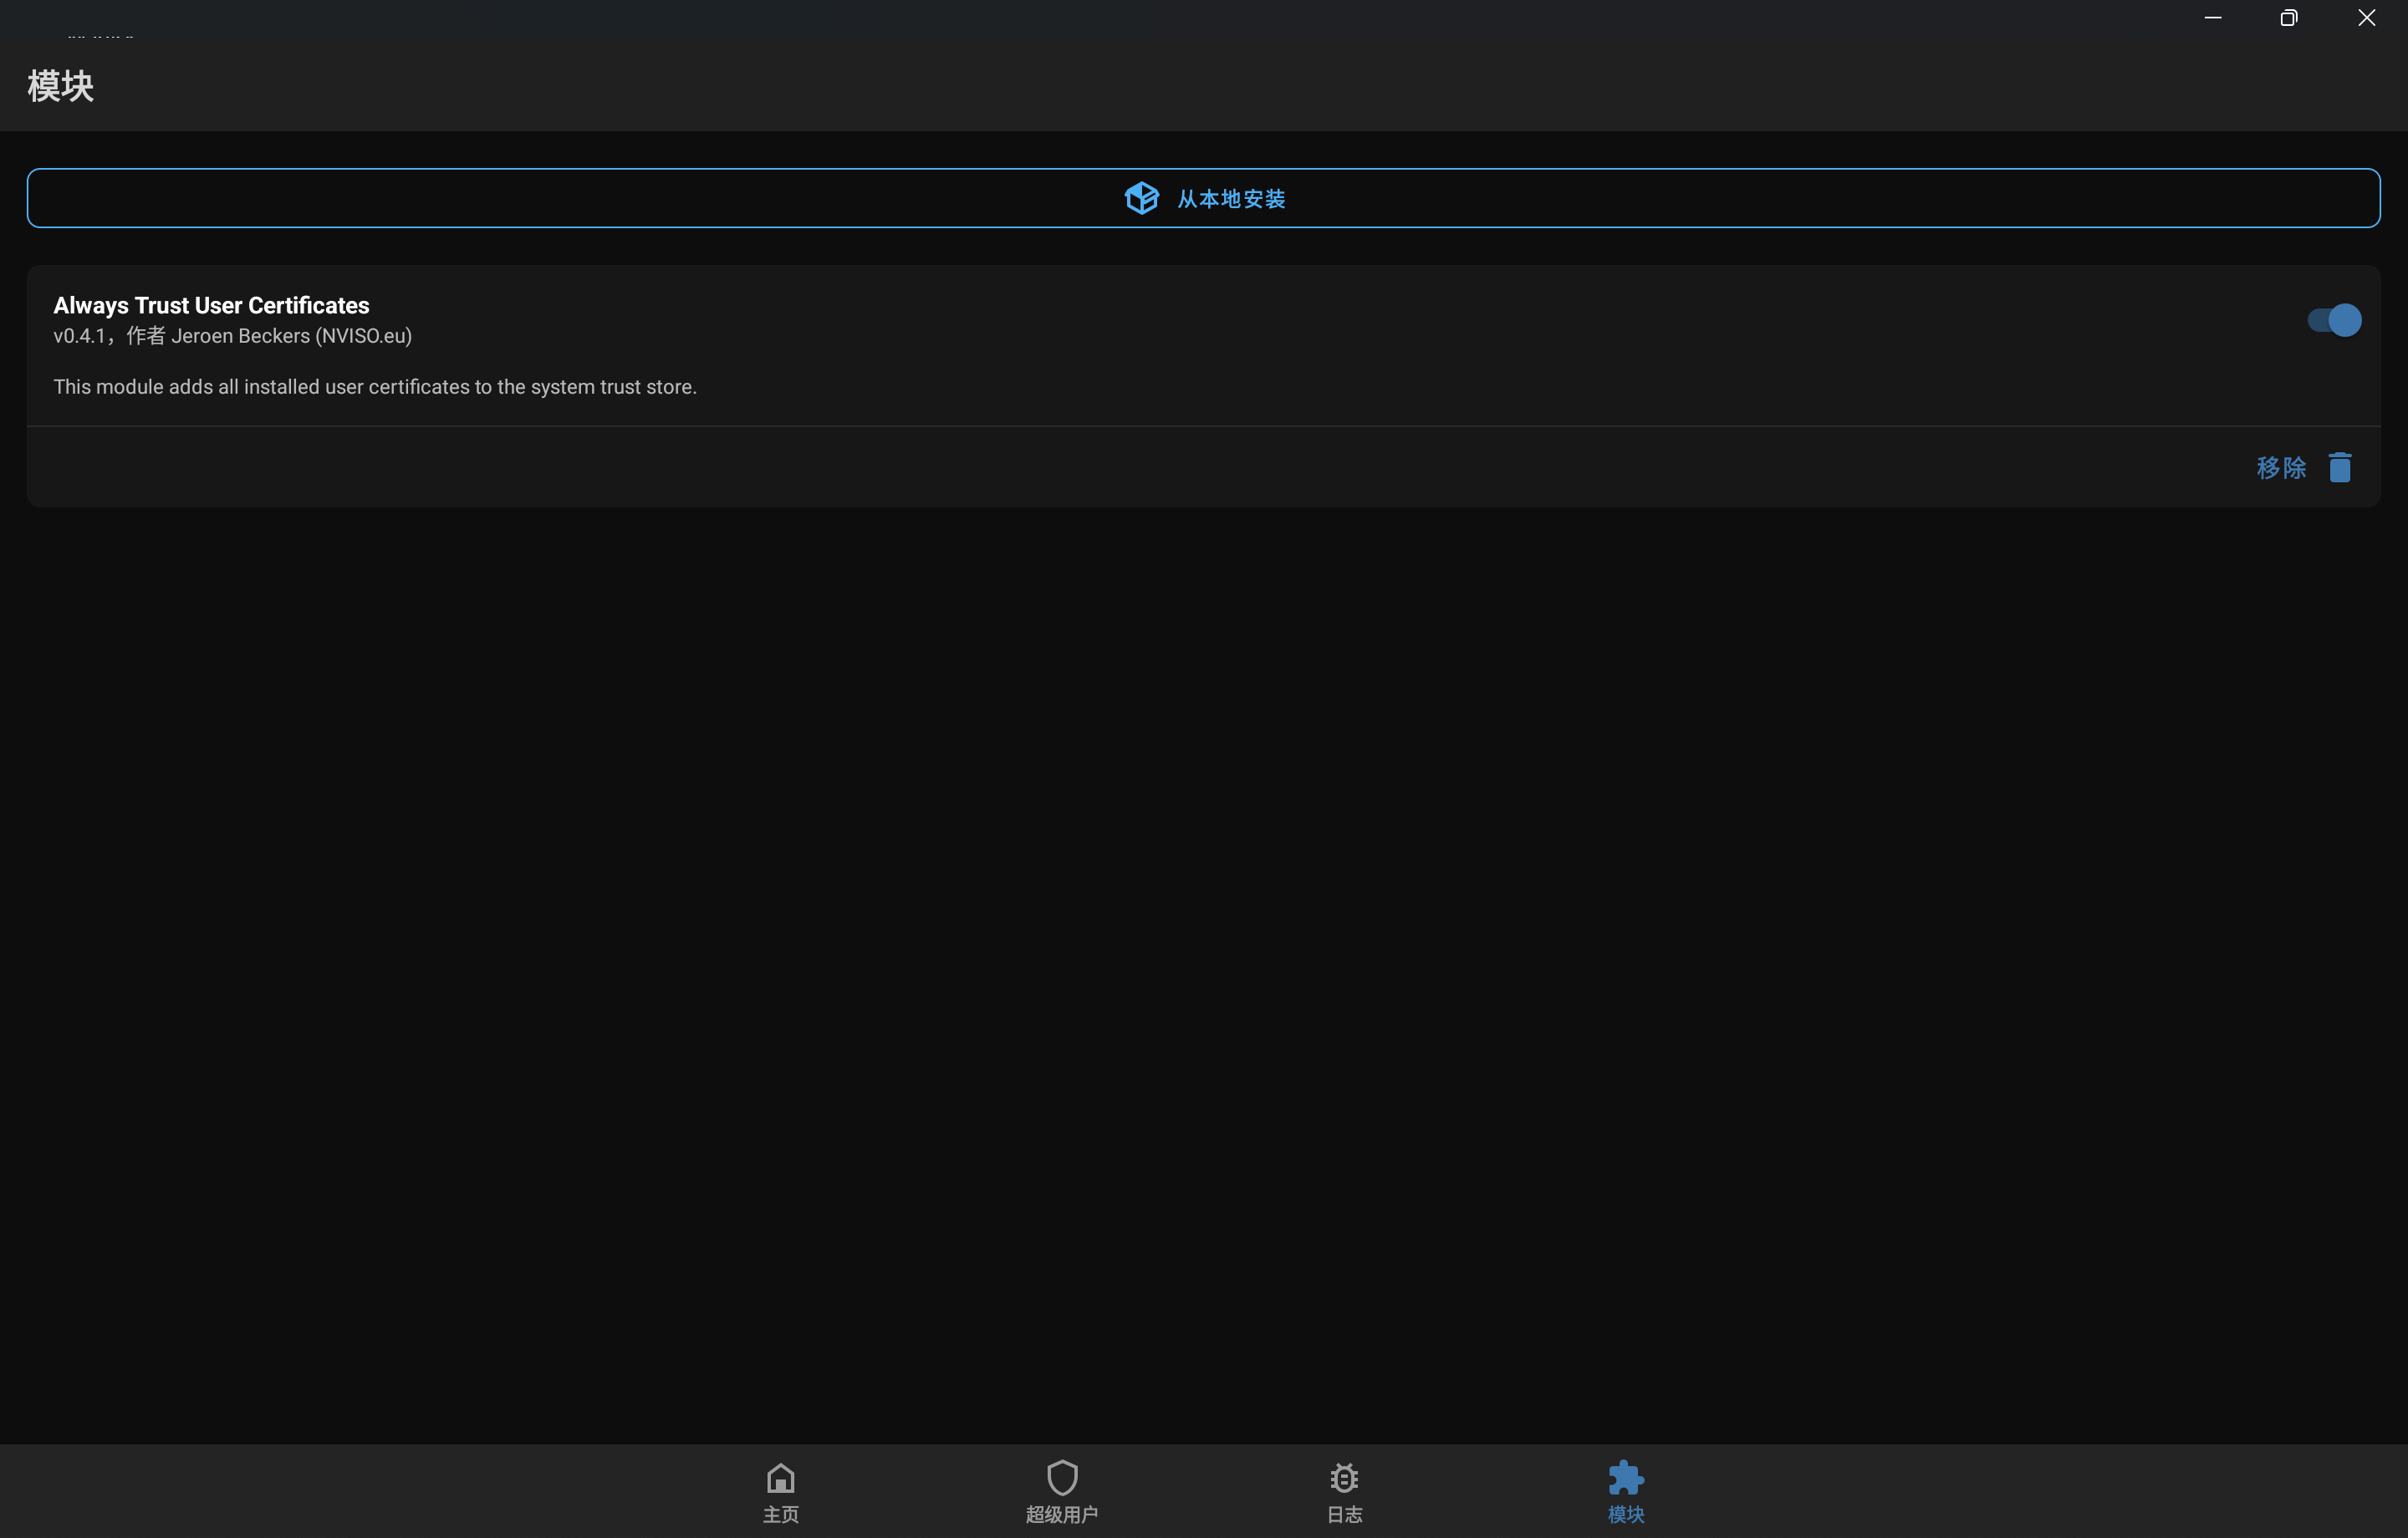 模块
从本地安装
Always Trust User Certificates
v0.4.1，作者 Jeroen Beckers (NVISO.eu)
This module adds all installed user certificates to the system trust store.
移除
主页
超级用户
日志
模块